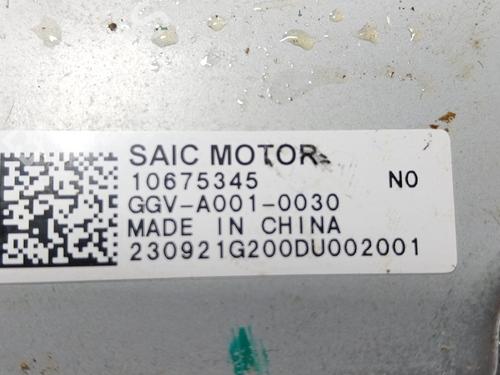 SAIC MOTOR
10675345 NO
GGV-A001-0030
MADE IN CHINA
230921G200DU002001